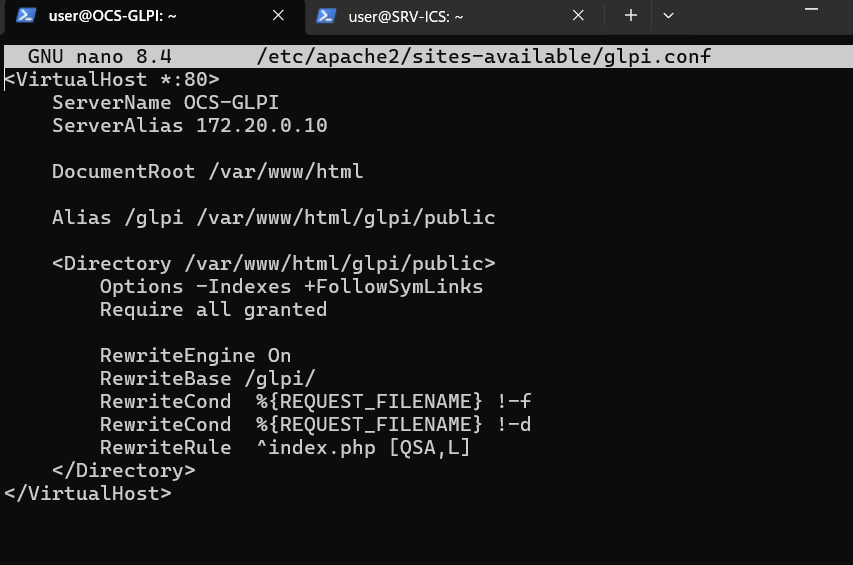 user@OCS-GLPI: ~
user@SRV-ICS: ~
GNU nano 8.4 /etc/apache2/sites-available/glpi.conf
<VirtualHost *:80>
    ServerName OCS-GLPI
    ServerAlias 172.20.0.10

    DocumentRoot /var/www/html

    Alias /glpi /var/www/html/glpi/public

    <Directory /var/www/html/glpi/public>
        Options -Indexes +FollowSymLinks
        Require all granted

        RewriteEngine On
        RewriteBase /glpi/
        RewriteCond  %{REQUEST_FILENAME} !-f
        RewriteCond  %{REQUEST_FILENAME} !-d
        RewriteRule  ^index.php [QSA,L]
    </Directory>
</VirtualHost>